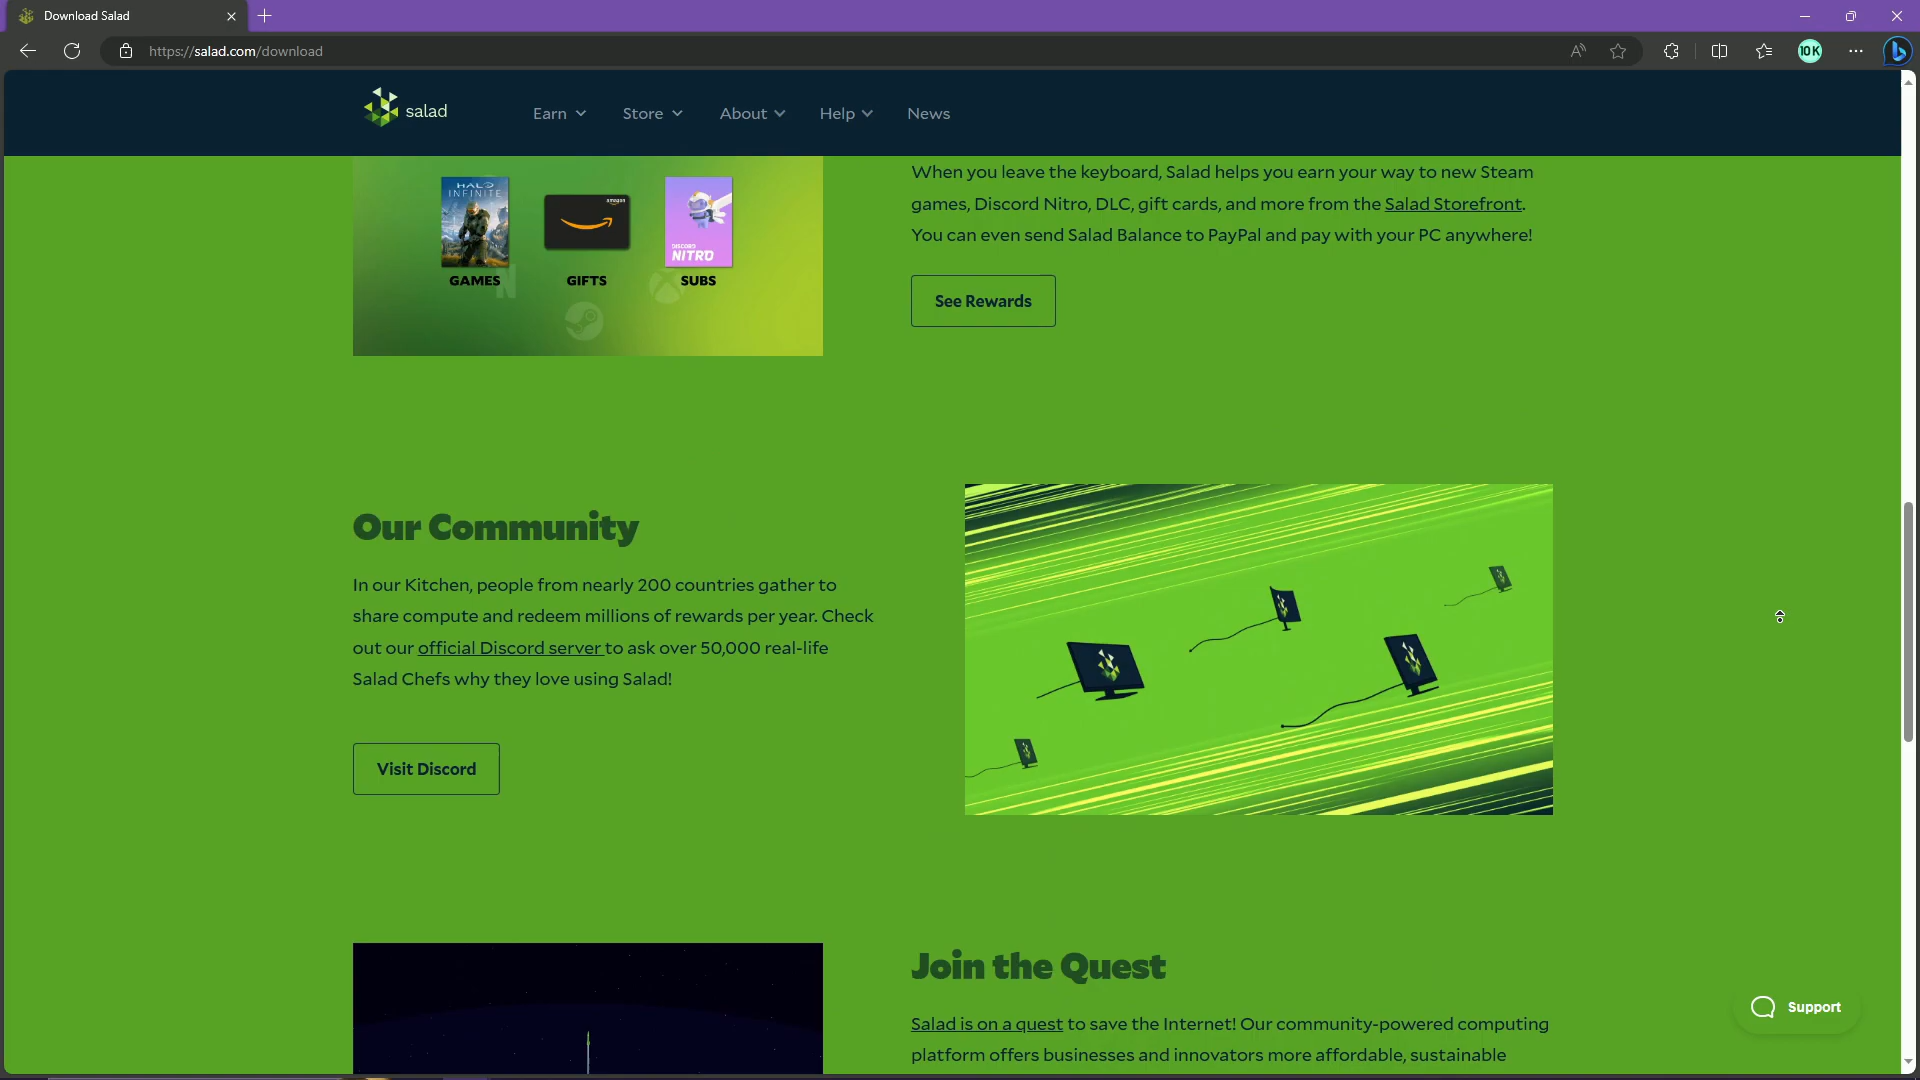 Download Salad
https://salad.com/download
10K
salad
Earn
Store
About
Help
News
HALO
INFINITE
amazon
DISCORD
NITRO
GAMES
GIFTS
SUBS
When you leave the keyboard, Salad helps you earn your way to new Steam
games, Discord Nitro, DLC, gift cards, and more from the Salad Storefront.
You can even send Salad Balance to PayPal and pay with your PC anywhere!
See Rewards
Our Community
In our Kitchen, people from nearly 200 countries gather to
share compute and redeem millions of rewards per year. Check
out our official Discord server to ask over 50,000 real-life
Salad Chefs why they love using Salad!
Visit Discord
Join the Quest
Salad is on a quest to save the Internet! Our community-powered computing
platform offers businesses and innovators more affordable, sustainable
Support